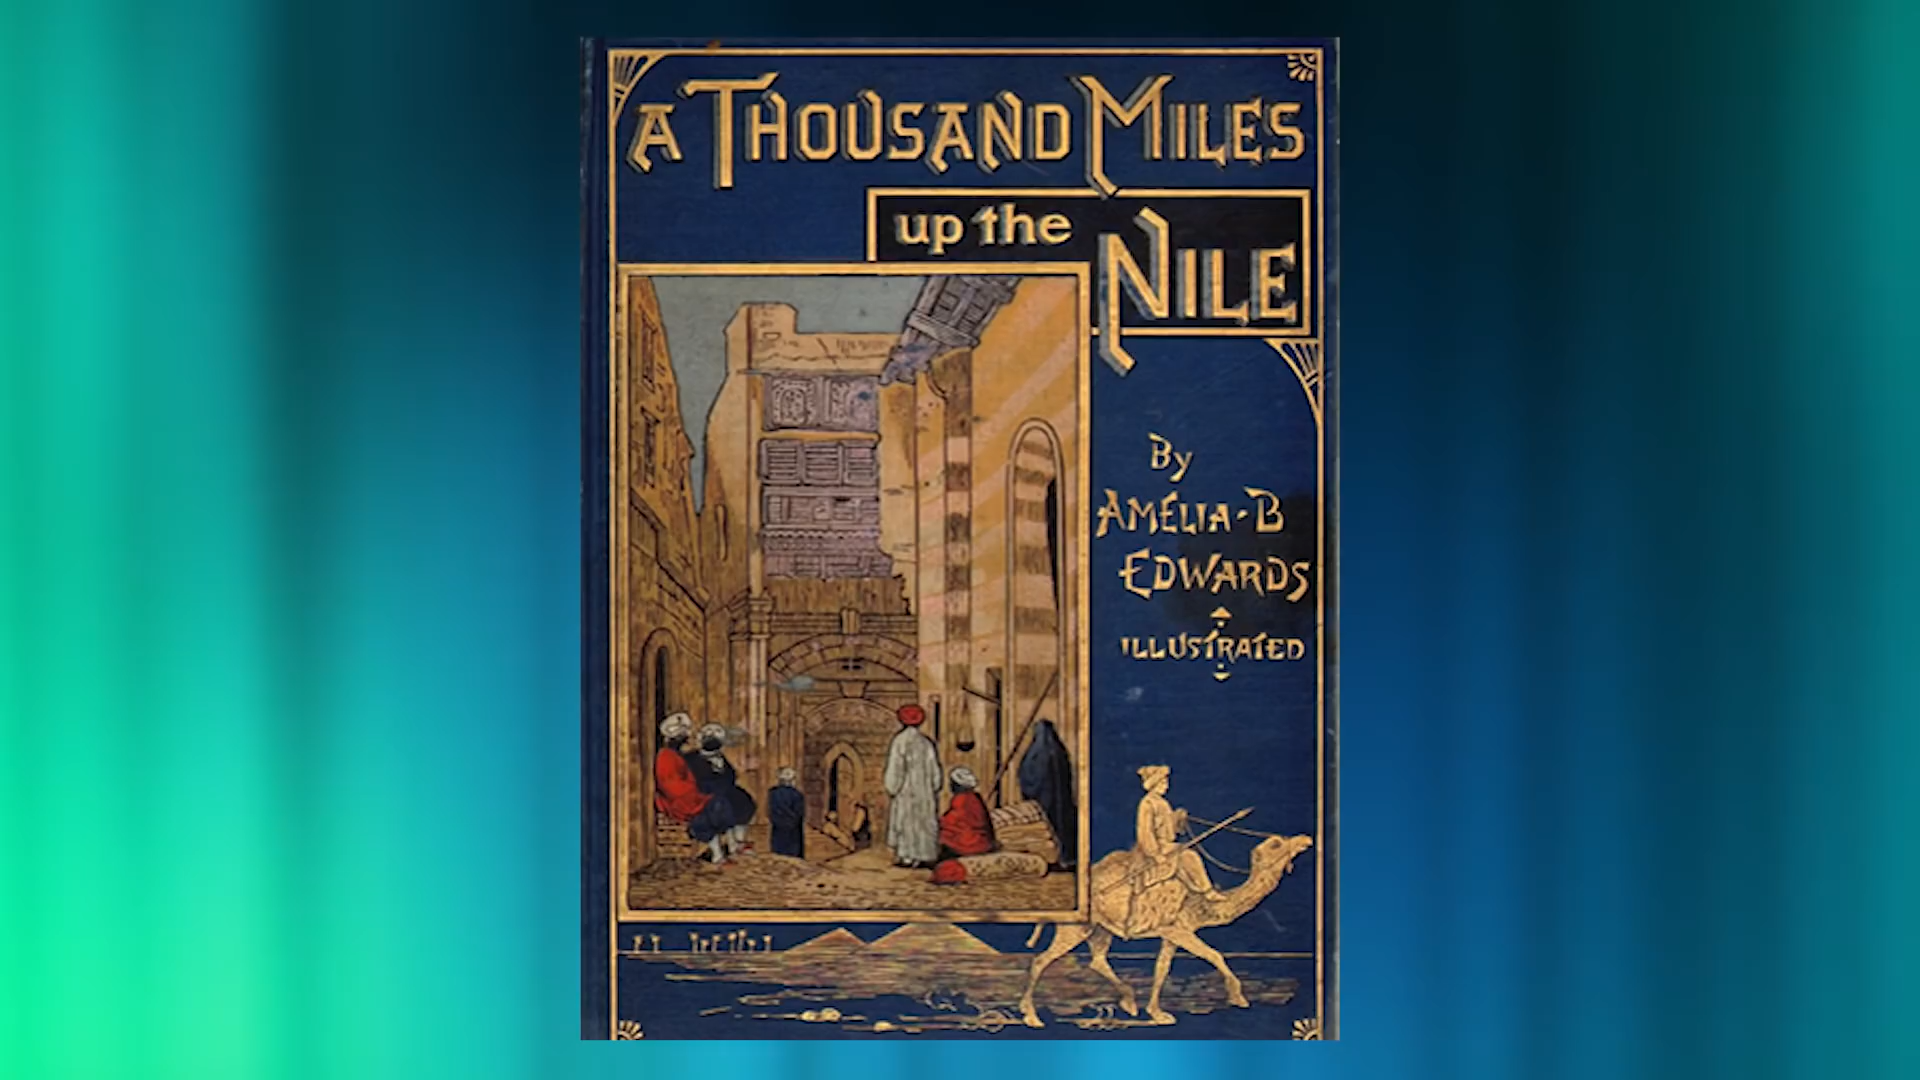 A THOUSAND MILES
up the
NILE
By
AMELIA-B
EDWARDS
ILLUSTRATED